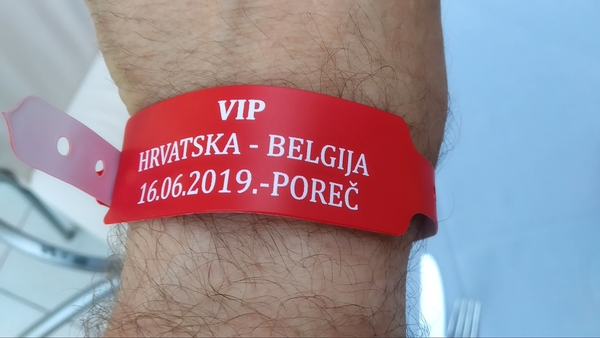 VIP
HRVATSKA - BELGIJA
16.06.2019.-POREČ